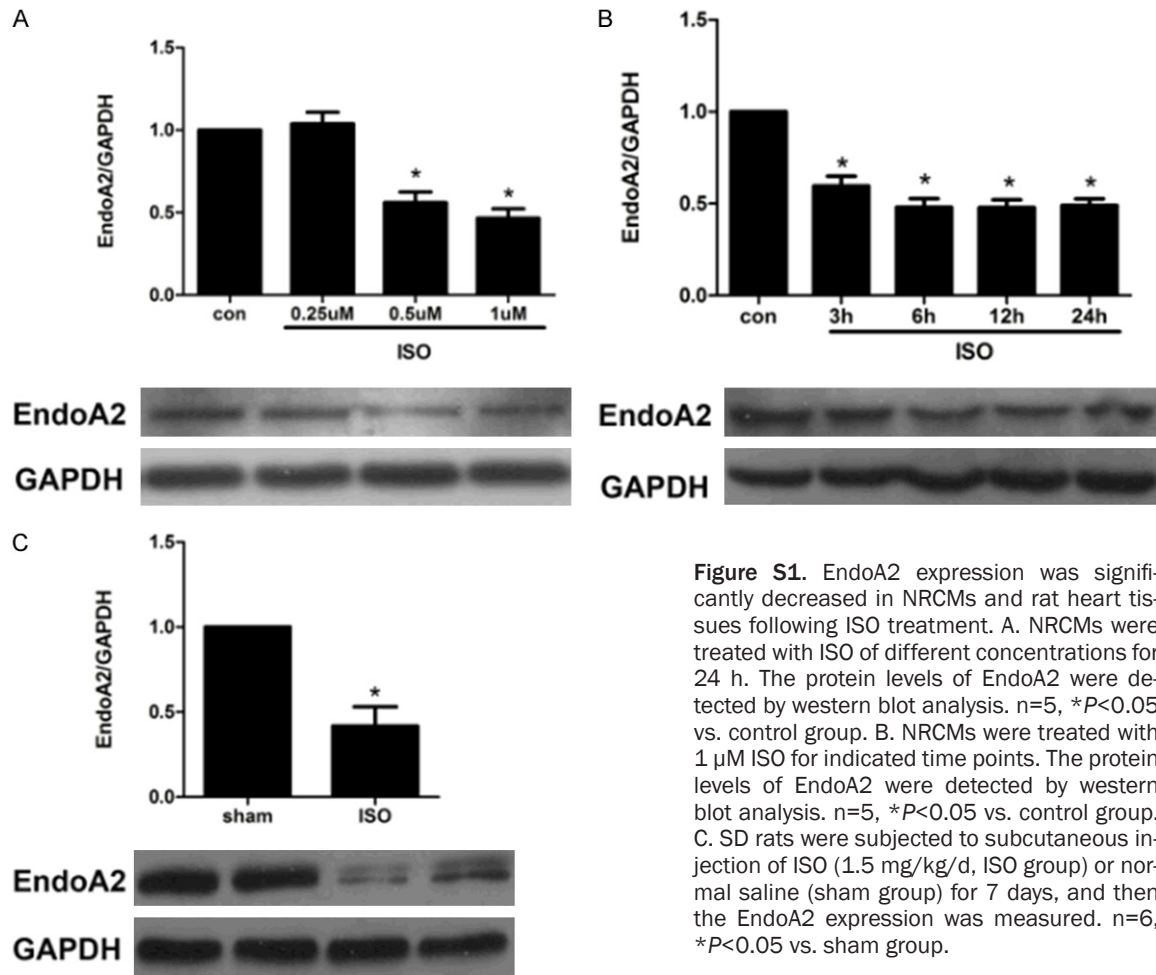 A
EndoA2/GAPDH
1.5
1.0
0.5
0.0
*
*
con 0.25uM 0.5uM 1uM
ISO
EndoA2
GAPDH
B
EndoA2/GAPDH
1.5
1.0
0.5
0.0
*
*
*
*
con 3h 6h 12h 24h
ISO
EndoA2
GAPDH
C
EndoA2/GAPDH
1.5
1.0
0.5
0.0
*
sham ISO
EndoA2
GAPDH
Figure S1. EndoA2 expression was signifi-
cantly decreased in NRCMs and rat heart tis-
sues following ISO treatment. A. NRCMs were
treated with ISO of different concentrations for
24 h. The protein levels of EndoA2 were de-
tected by western blot analysis. n=5, *P<0.05
vs. control group. B. NRCMs were treated with
1 µM ISO for indicated time points. The protein
levels of EndoA2 were detected by western
blot analysis. n=5, *P<0.05 vs. control group.
C. SD rats were subjected to subcutaneous in-
jection of ISO (1.5 mg/kg/d, ISO group) or nor-
mal saline (sham group) for 7 days, and then
the EndoA2 expression was measured. n=6,
*P<0.05 vs. sham group.